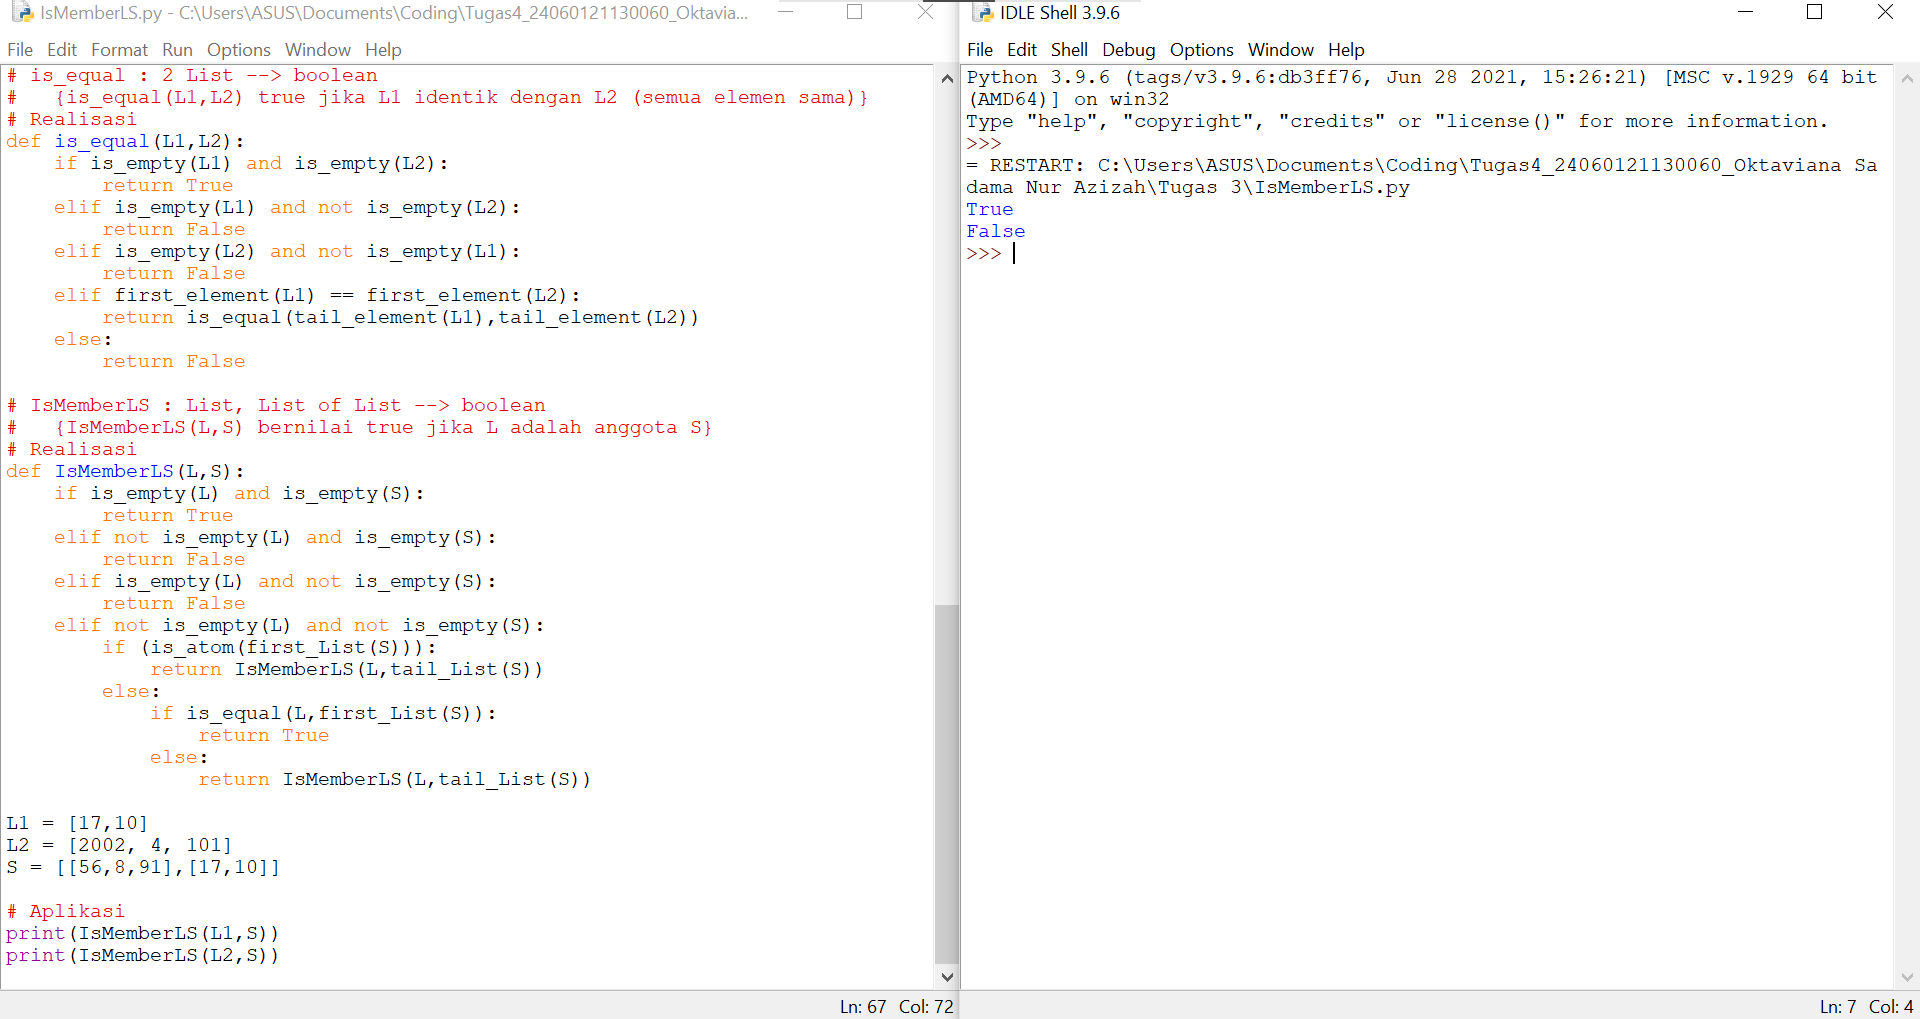 IsMemberLS.py - C:\Users\ASUS\Documents\Coding\Tugas4_24060121130060_Oktavia...
File Edit Format Run Options Window Help
# is_equal : 2 List --> boolean
#   {is_equal(L1,L2) true jika L1 identik dengan L2 (semua elemen sama)}
# Realisasi
def is_equal(L1,L2):
    if is_empty(L1) and is_empty(L2):
        return True
    elif is_empty(L1) and not is_empty(L2):
        return False
    elif is_empty(L2) and not is_empty(L1):
        return False
    elif first_element(L1) == first_element(L2):
        return is_equal(tail_element(L1),tail_element(L2))
    else:
        return False
# IsMemberLS : List, List of List --> boolean
#   {IsMemberLS(L,S) bernilai true jika L adalah anggota S}
# Realisasi
def IsMemberLS(L,S):
    if is_empty(L) and is_empty(S):
        return True
    elif not is_empty(L) and is_empty(S):
        return False
    elif is_empty(L) and not is_empty(S):
        return False
    elif not is_empty(L) and not is_empty(S):
        if (is_atom(first_List(S))):
            return IsMemberLS(L,tail_List(S))
        else:
            if is_equal(L,first_List(S)):
                return True
            else:
                return IsMemberLS(L,tail_List(S))
L1 = [17,10]
L2 = [2002, 4, 101]
S = [[56,8,91],[17,10]]
# Aplikasi
print(IsMemberLS(L1,S))
print(IsMemberLS(L2,S))
Ln: 67 Col: 72
IDLE Shell 3.9.6
File Edit Shell Debug Options Window Help
Python 3.9.6 (tags/v3.9.6:db3ff76, Jun 28 2021, 15:26:21) [MSC v.1929 64 bit
(AMD64)] on win32
Type "help", "copyright", "credits" or "license()" for more information.
>>>
= RESTART: C:\Users\ASUS\Documents\Coding\Tugas4_24060121130060_Oktaviana Sa
dama Nur Azizah\Tugas 3\IsMemberLS.py
True
False
>>>
Ln: 7 Col: 4